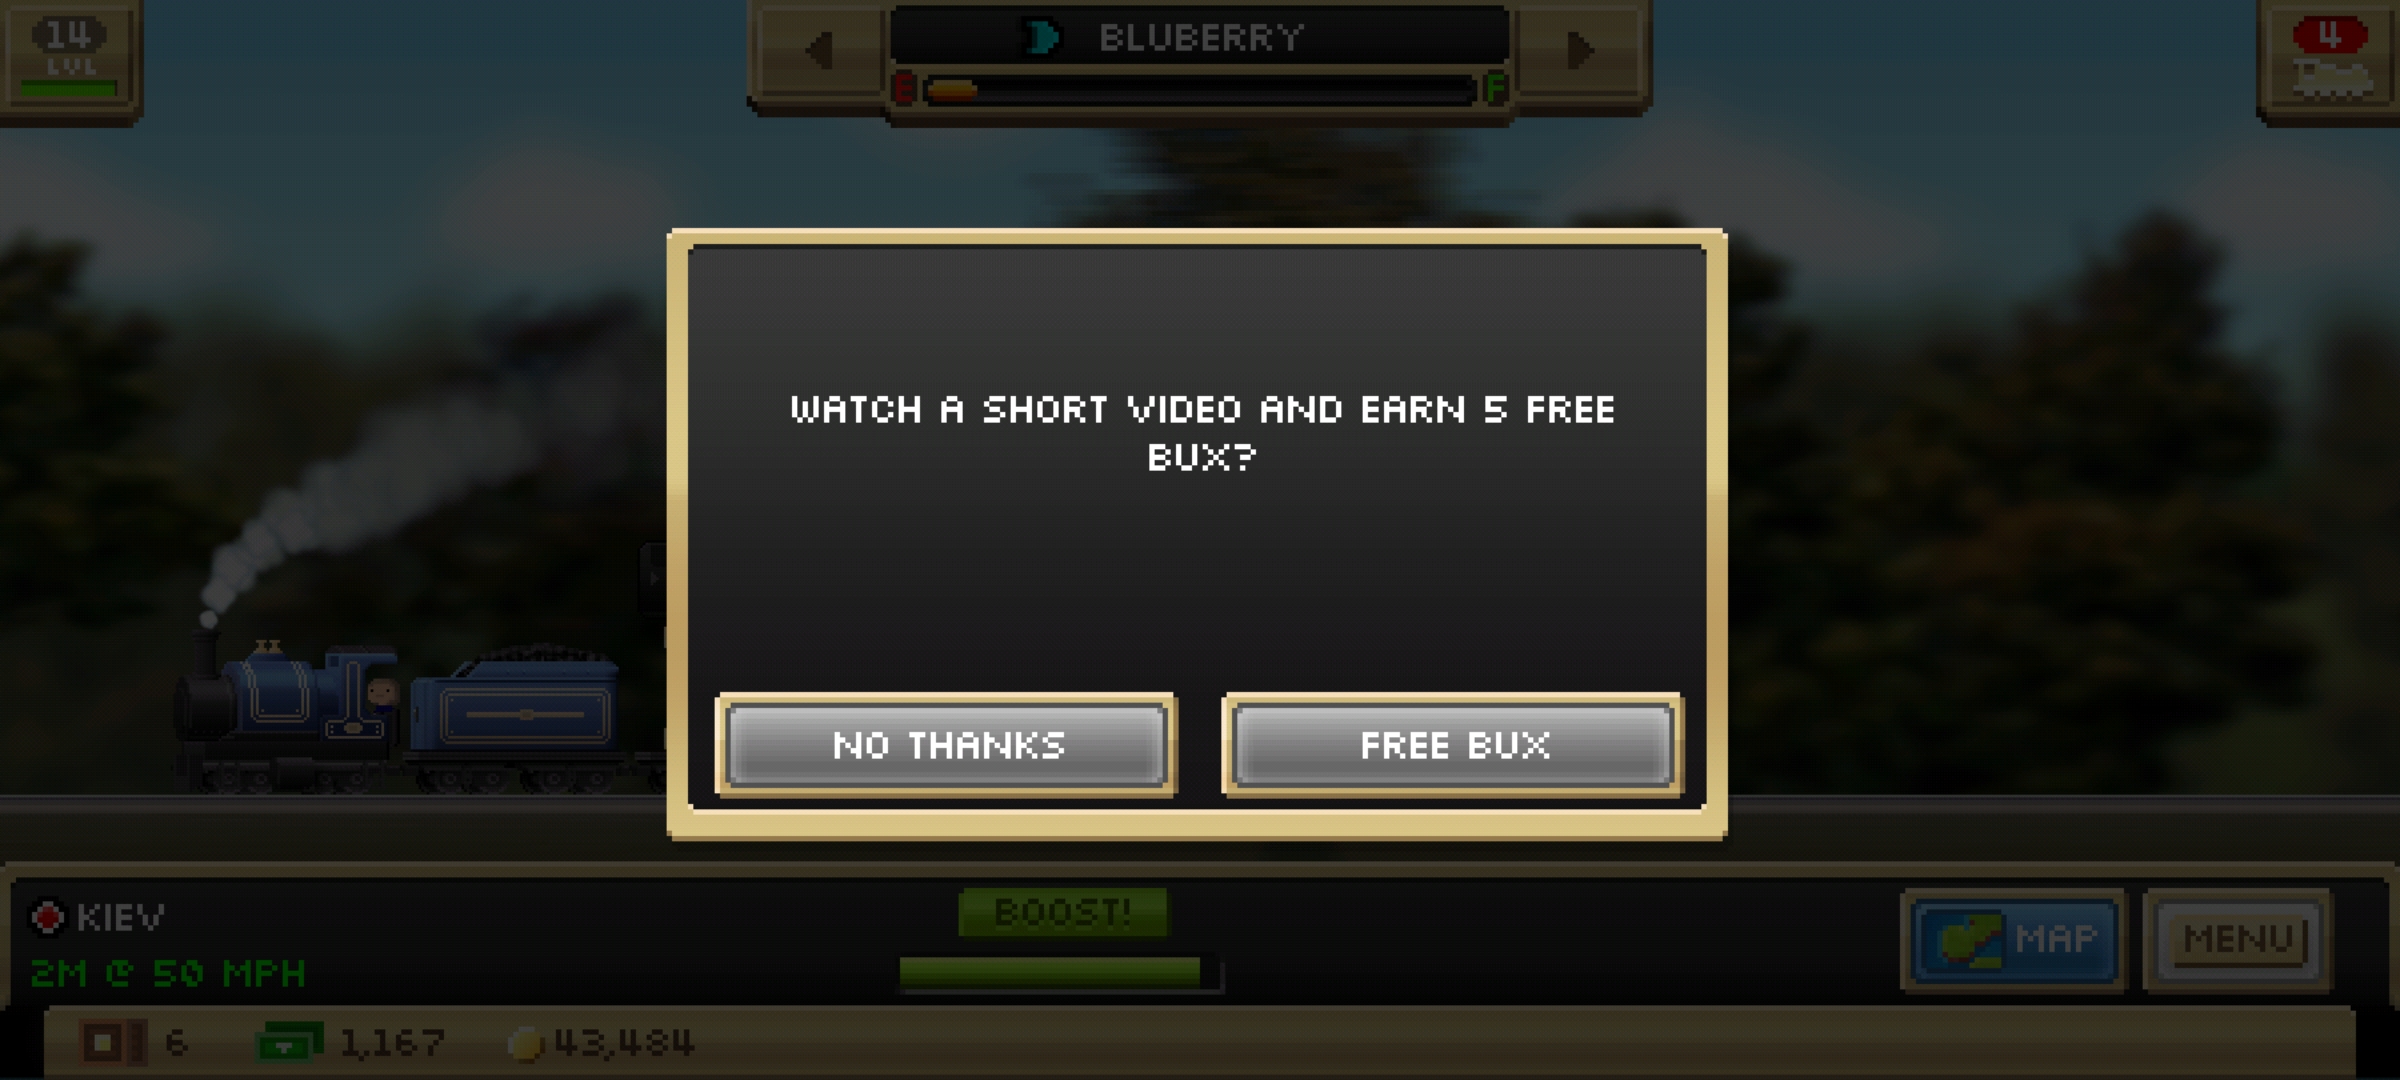 14
LVL
BLUBERRY
E F
4
WATCH A SHORT VIDEO AND EARN 5 FREE
BUX?
NO THANKS
FREE BUX
KIEV
2M @ 50 MPH
BOOST!
MAP
MENU
6
1,167
43,484